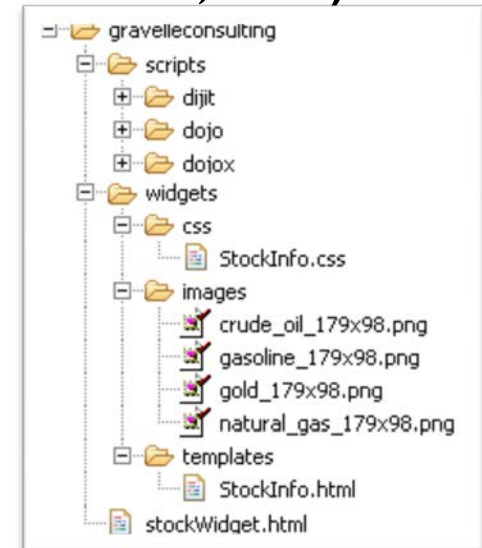 gravelleconsulting
scripts
dijit
dojo
dojox
widgets
css
StockInfo.css
images
crude_oil_179x98.png
gasoline_179x98.png
gold_179x98.png
natural_gas_179x98.png
templates
StockInfo.html
stockWidget.html